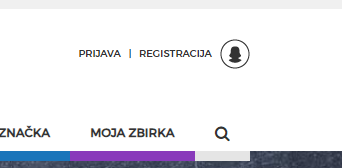 PRIJAVA | REGISTRACIJA
ZNAČKA MOJA ZBIRKA